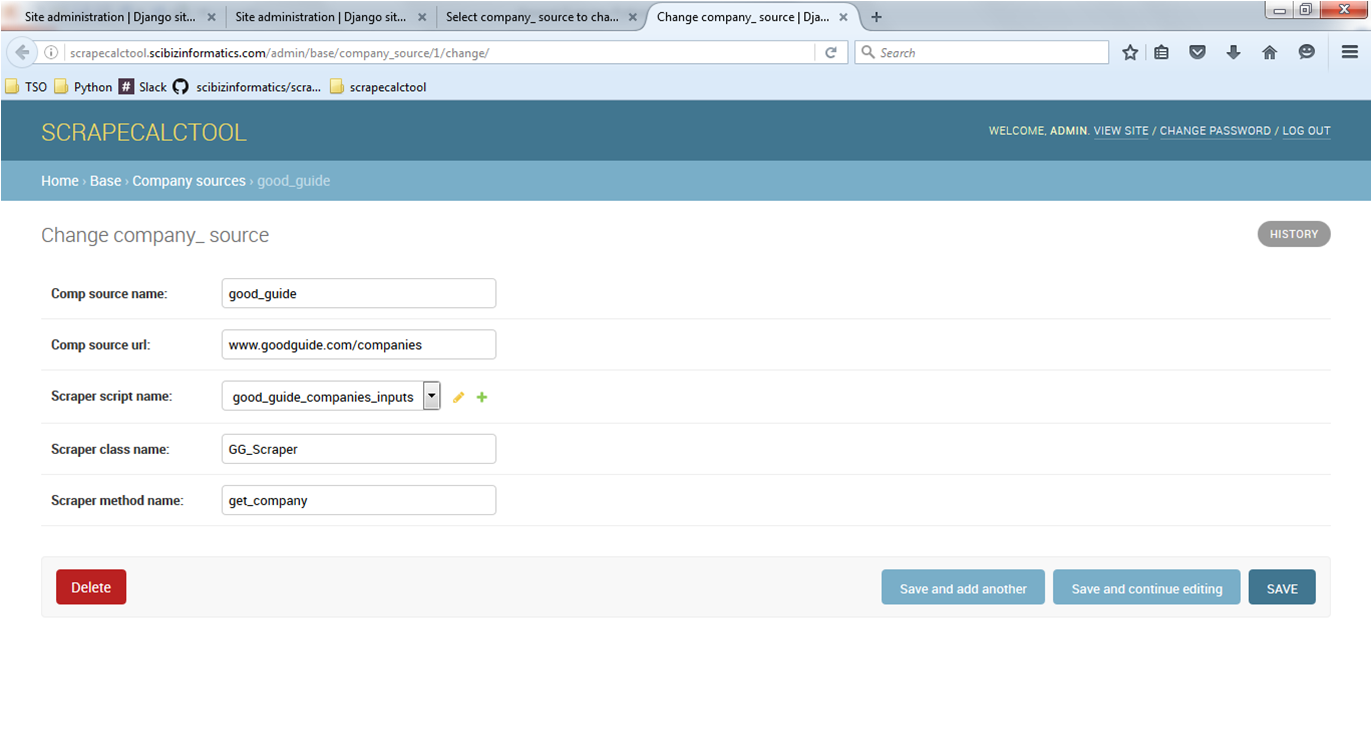 Site administration | Django sit...
Site administration | Django sit...
Select company_ source to cha...
Change company_ source | Dja...
scrapecalctool.scibizinformatics.com/admin/base/company_source/1/change/
Search
TSO
Python
# Slack
scibizinformatics/scra...
scrapecalctool
SCRAPECALCTOOL
WELCOME, ADMIN. VIEW SITE / CHANGE PASSWORD / LOG OUT
Home › Base › Company sources › good_guide
Change company_ source
HISTORY
Comp source name: good_guide
Comp source url: www.goodguide.com/companies
Scraper script name: good_guide_companies_inputs
Scraper class name: GG_Scraper
Scraper method name: get_company
Delete
Save and add another
Save and continue editing
SAVE